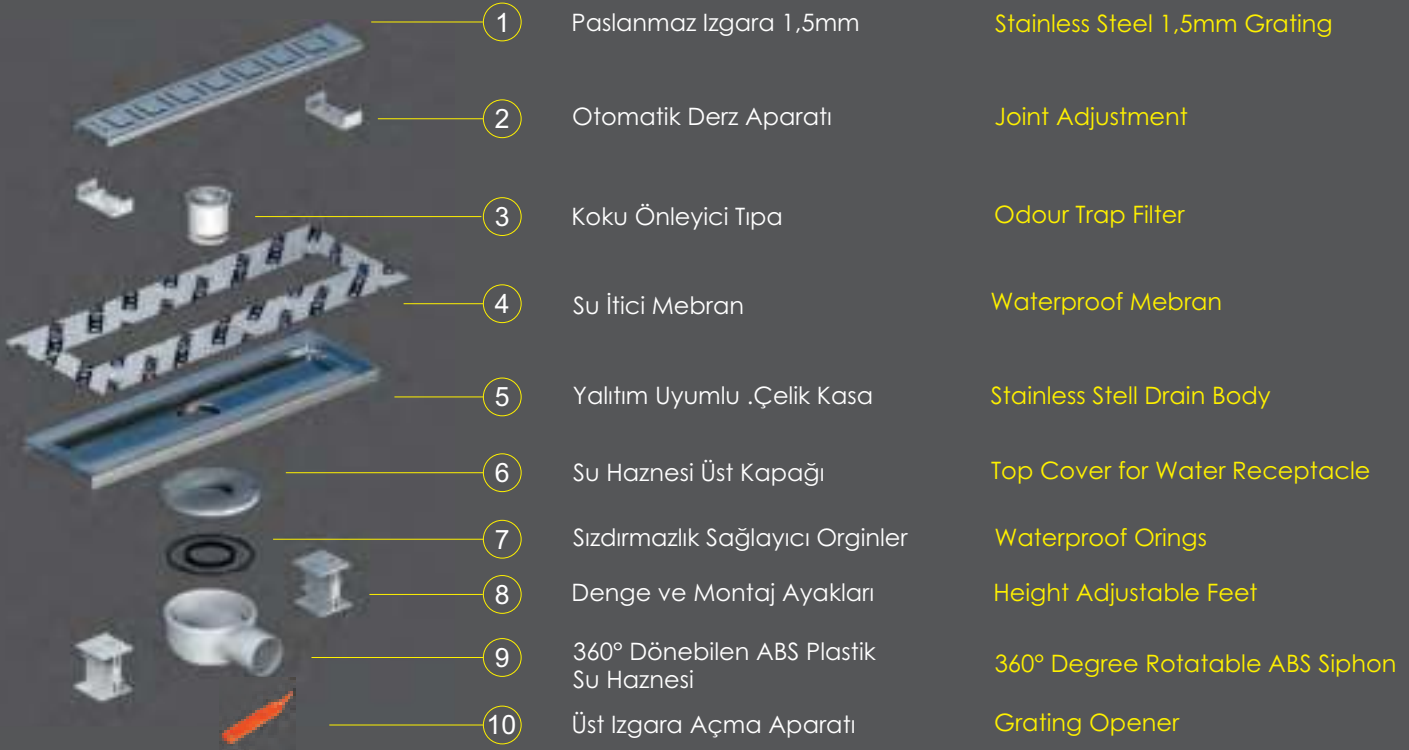 1 Paslanmaz Izgara 1,5mm Stainless Steel 1,5mm Grating
2 Otomatik Derz Aparatı Joint Adjustment
3 Koku Önleyici Tıpa Odour Trap Filter
4 Su İtici Mebran Waterproof Mebran
5 Yalıtım Uyumlu .Çelik Kasa Stainless Stell Drain Body
6 Su Haznesi Üst Kapağı Top Cover for Water Receptacle
7 Sızdırmazlık Sağlayıcı Orginler Waterproof Orings
8 Denge ve Montaj Ayakları Height Adjustable Feet
9 360° Dönebilen ABS Plastik
Su Haznesi 360° Degree Rotatable ABS Siphon
10 Üst Izgara Açma Aparatı Grating Opener